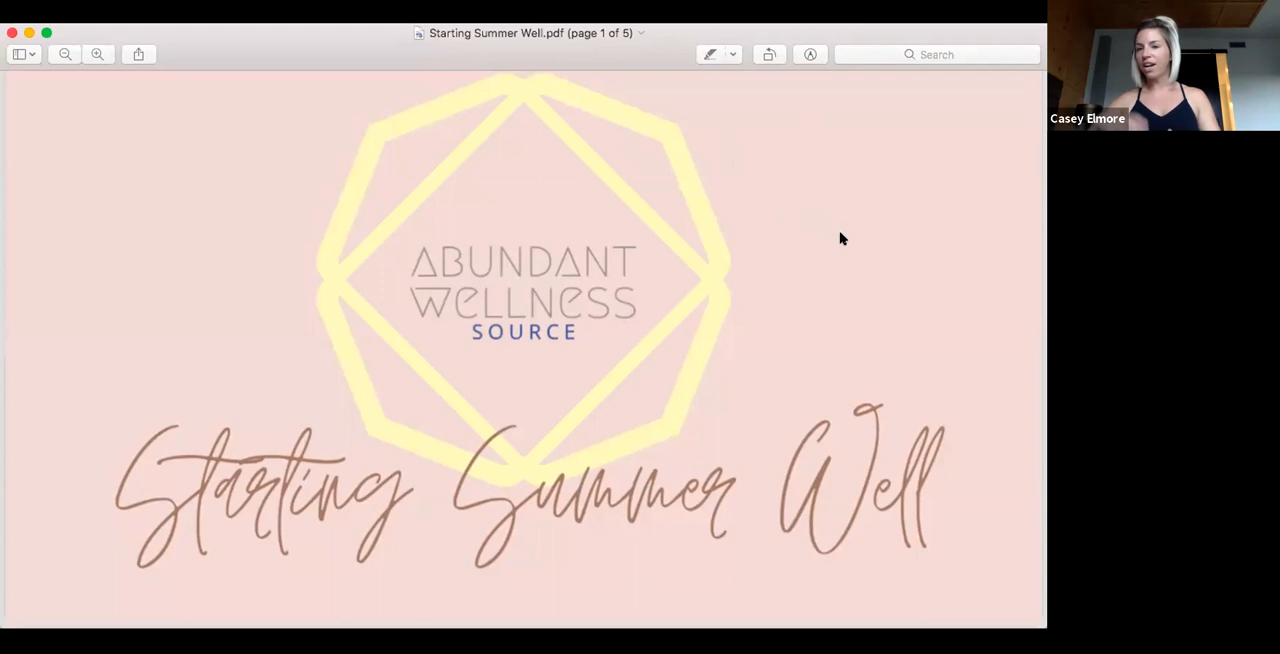 Starting Summer Well.pdf (page 1 of 5)
Search
Casey Elmore
ABUNDANT
WELLNESS
SOURCE
Starting Summer Well